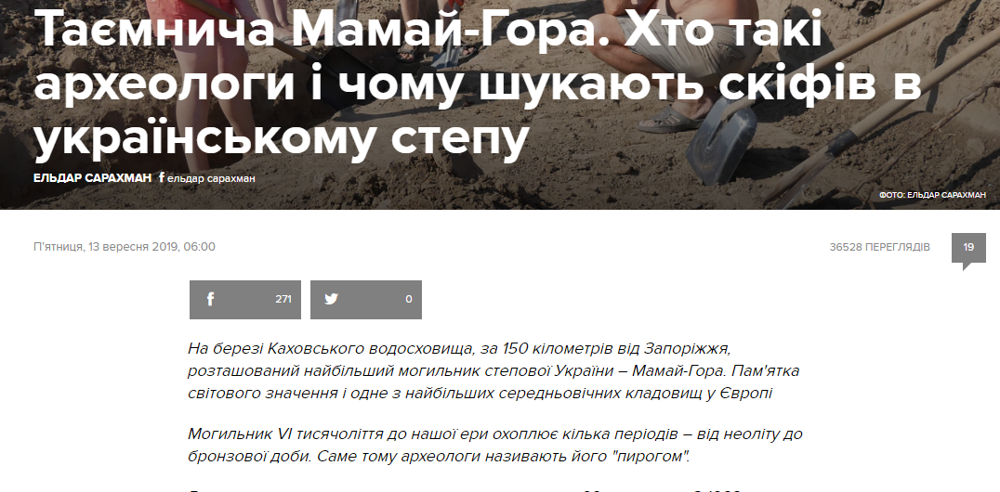 Таємнича Мамай-Гора. Хто такі
археологи і чому шукають скіфів в
українському степу
ЕЛЬДАР САРАХМАН f ельдар сарахман
ФОТО: ЕЛЬДАР САРАХМАН
П'ятниця, 13 вересня 2019, 06:00
36528 ПЕРЕГЛЯДІВ
19
271
0
На березі Каховського водосховища, за 150 кілометрів від Запоріжжя,
розташований найбільший могильник степової України – Мамай-Гора. Пам'ятка
світового значення і одне з найбільших середньовічних кладовищ у Європі
Могильник VI тисячоліття до нашої ери охоплює кілька періодів – від неоліту до
бронзової доби. Саме тому археологи називають його "пирогом".